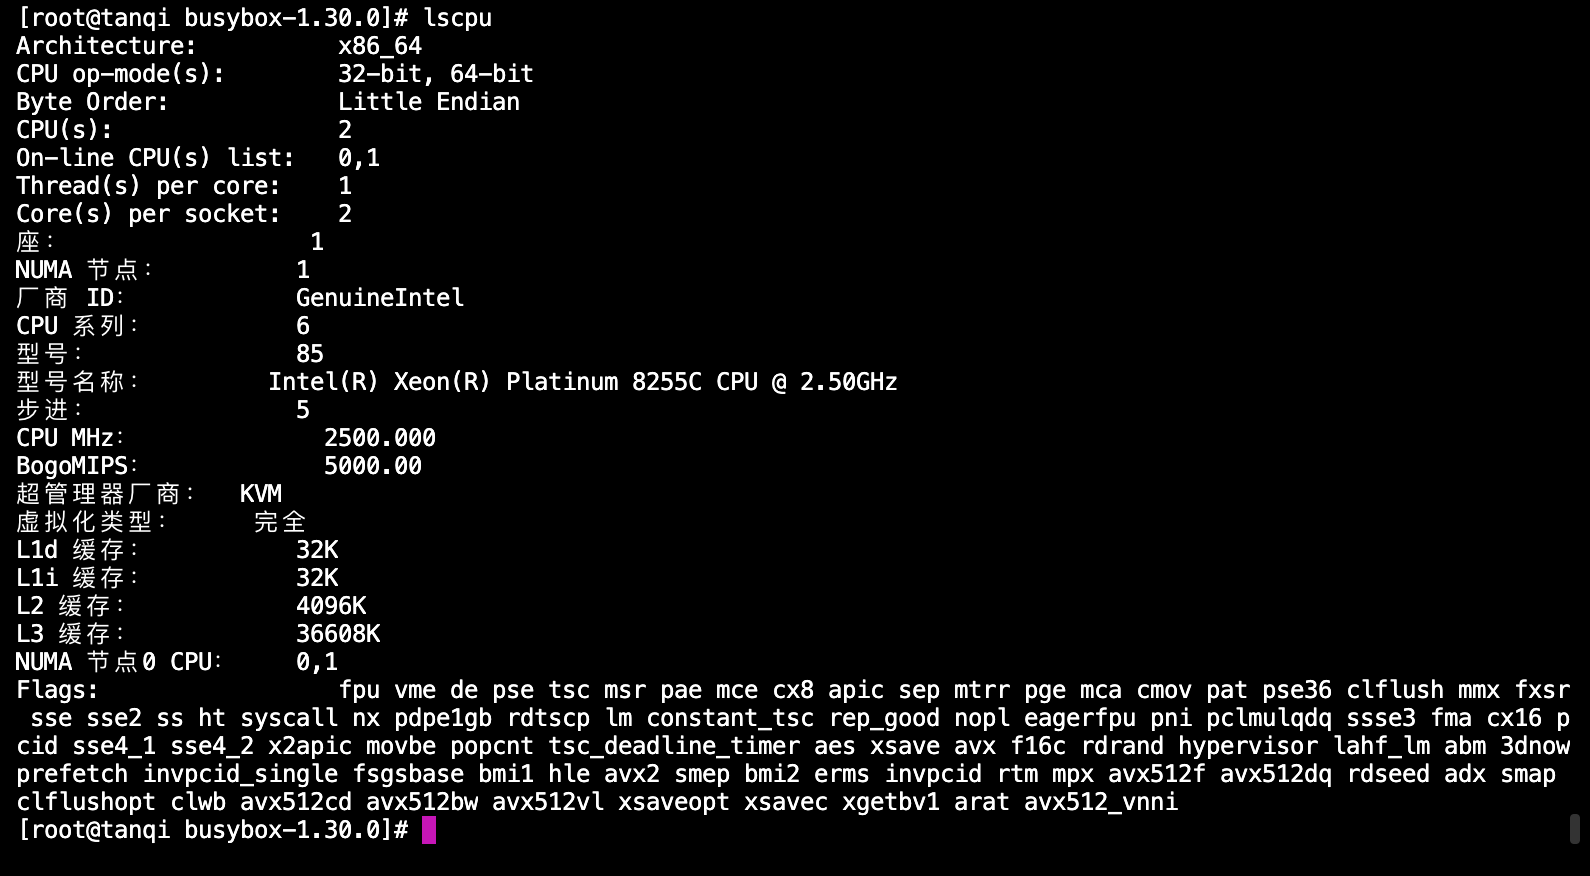 [root@tanqi busybox-1.30.0]# lscpu
Architecture:          x86_64
CPU op-mode(s):        32-bit, 64-bit
Byte Order:            Little Endian
CPU(s):                2
On-line CPU(s) list:   0,1
Thread(s) per core:    1
Core(s) per socket:    2
座：                 1
NUMA 节点：         1
厂商 ID：           GenuineIntel
CPU 系列：          6
型号：              85
型号名称：        Intel(R) Xeon(R) Platinum 8255C CPU @ 2.50GHz
步进：              5
CPU MHz：             2500.000
BogoMIPS：            5000.00
超管理器厂商：  KVM
虚拟化类型：     完全
L1d 缓存：          32K
L1i 缓存：          32K
L2 缓存：           4096K
L3 缓存：           36608K
NUMA 节点0 CPU：    0,1
Flags:                 fpu vme de pse tsc msr pae mce cx8 apic sep mtrr pge mca cmov pat pse36 clflush mmx fxsr
 sse sse2 ss ht syscall nx pdpe1gb rdtscp lm constant_tsc rep_good nopl eagerfpu pni pclmulqdq ssse3 fma cx16 p
cid sse4_1 sse4_2 x2apic movbe popcnt tsc_deadline_timer aes xsave avx f16c rdrand hypervisor lahf_lm abm 3dnow
prefetch invpcid_single fsgsbase bmi1 hle avx2 smep bmi2 erms invpcid rtm mpx avx512f avx512dq rdseed adx smap
clflushopt clwb avx512cd avx512bw avx512vl xsaveopt xsavec xgetbv1 arat avx512_vnni
[root@tanqi busybox-1.30.0]#